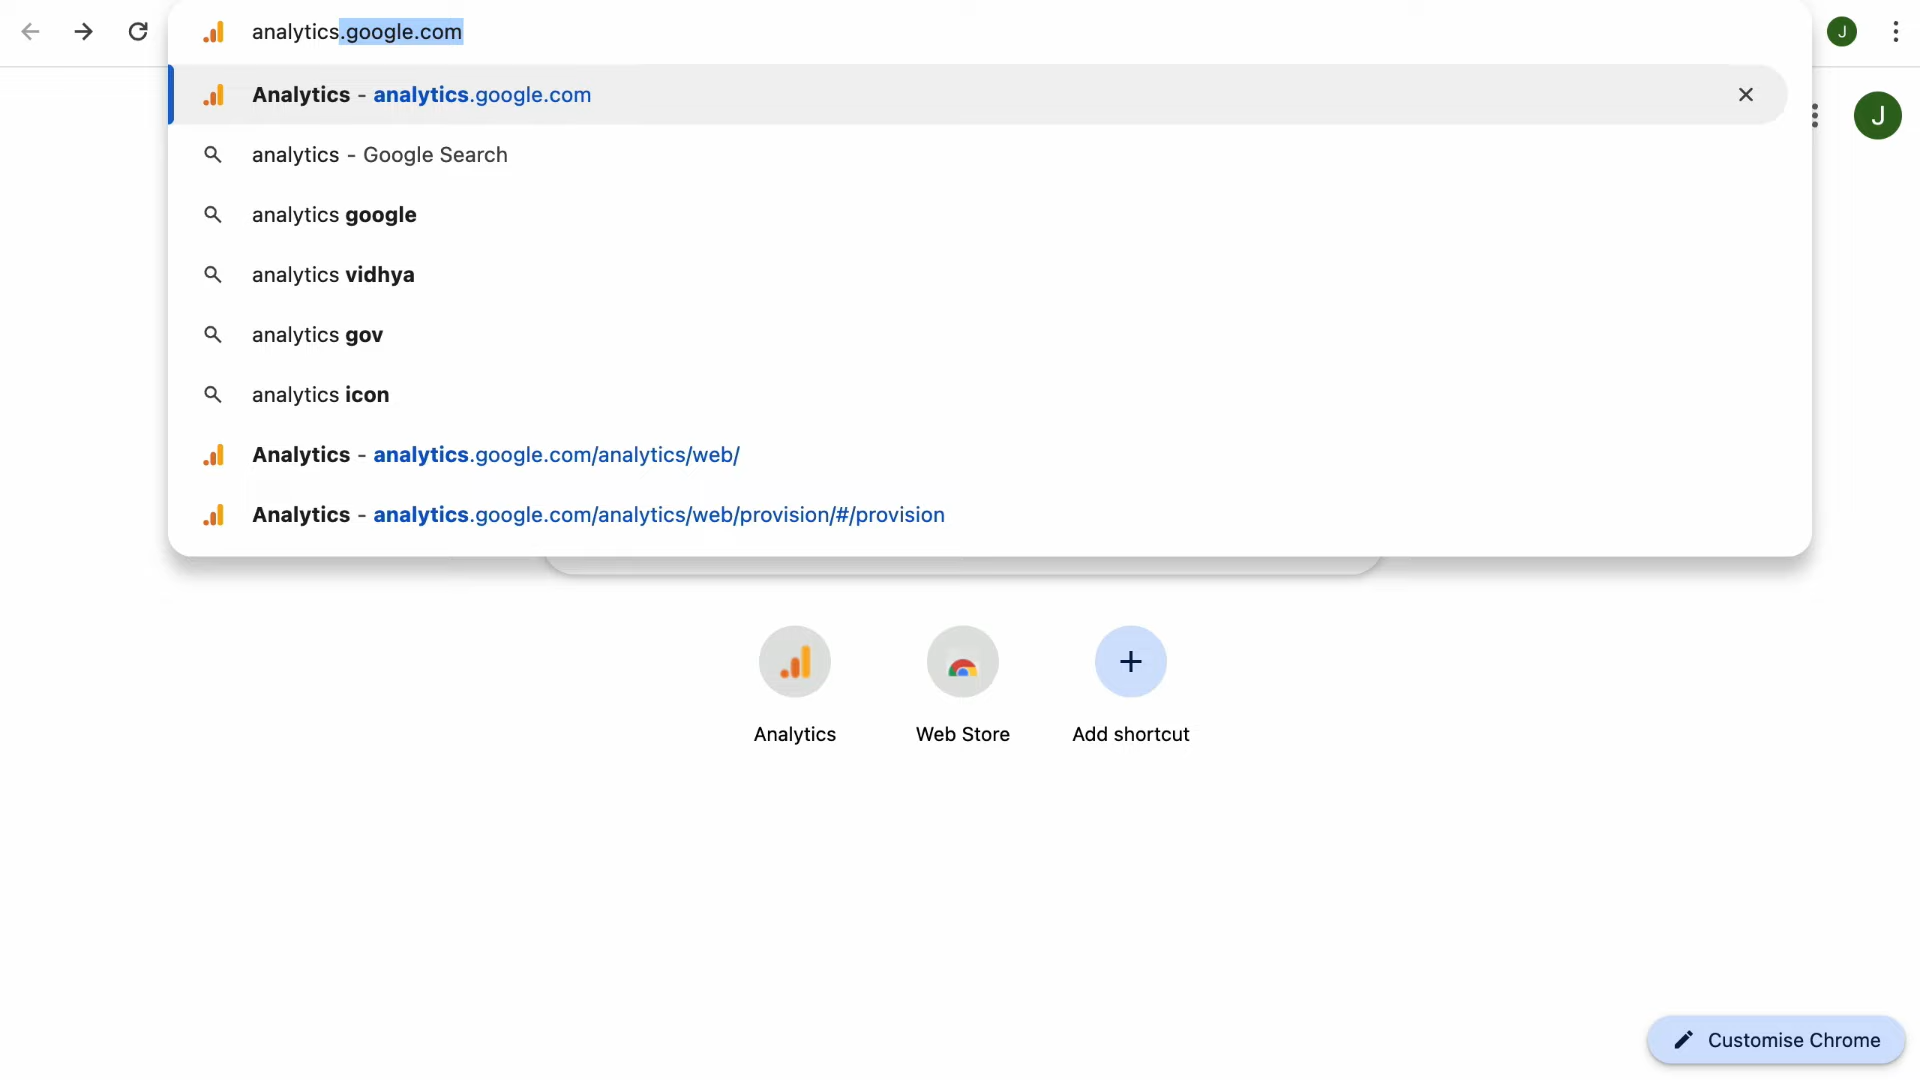 analytics.google.com
J
Analytics - analytics.google.com
J
analytics - Google Search
analytics google
analytics vidhya
analytics gov
analytics icon
Analytics - analytics.google.com/analytics/web/
Analytics - analytics.google.com/analytics/web/provision/#/provision
Analytics
Web Store
Add shortcut
Customise Chrome